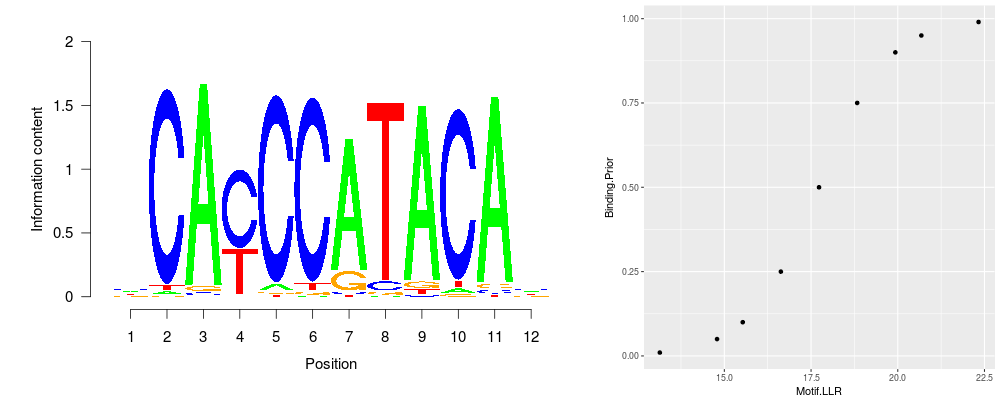 2
1.5
1
0.5
0
Information content
CACCCATACA
T G
1 2 3 4 5 6 7 8 9 10 11 12
Position
1.00
0.75
0.50
0.25
0.00
Binding.Prior
15.0 17.5 20.0 22.5
Motif.LLR